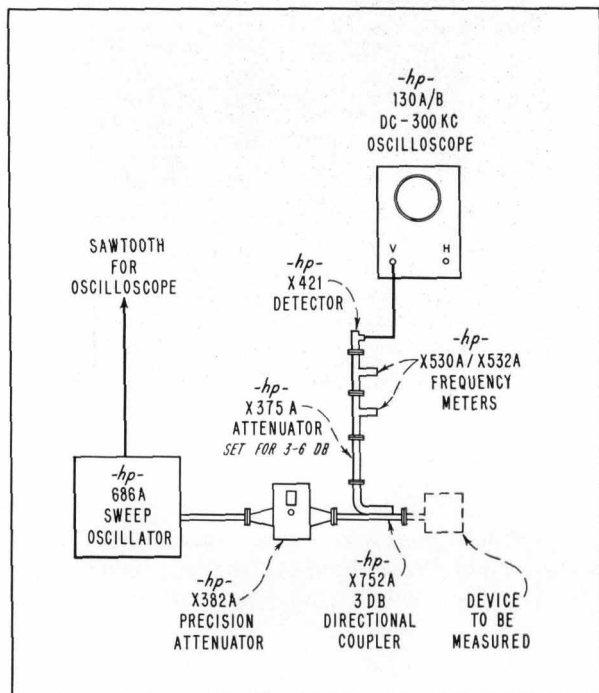 -hp-
130A/B
DC-300 KC
OSCILLOSCOPE
V
H
SAWTOOTH
FOR
OSCILLOSCOPE
-hp-
X421
DETECTOR
-hp-
X530A/X532A
FREQUENCY
METERS
-hp-
X375A
ATTENUATOR
SET FOR 3-6 DB
-hp-
686A
SWEEP
OSCILLATOR
-hp-
X382A
PRECISION
ATTENUATOR
-hp-
X752A
3 DB
DIRECTIONAL
COUPLER
DEVICE
TO BE
MEASURED